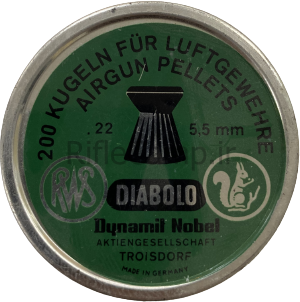 200 KUGELN FÜR LUFTGEWEHRE
AIRGUN PELLETS
.22 5,5 mm
RWS
DIABOLO
Dynamit Nobel
AKTIENGESELLSCHAFT
TROISDORF
MADE IN GERMANY